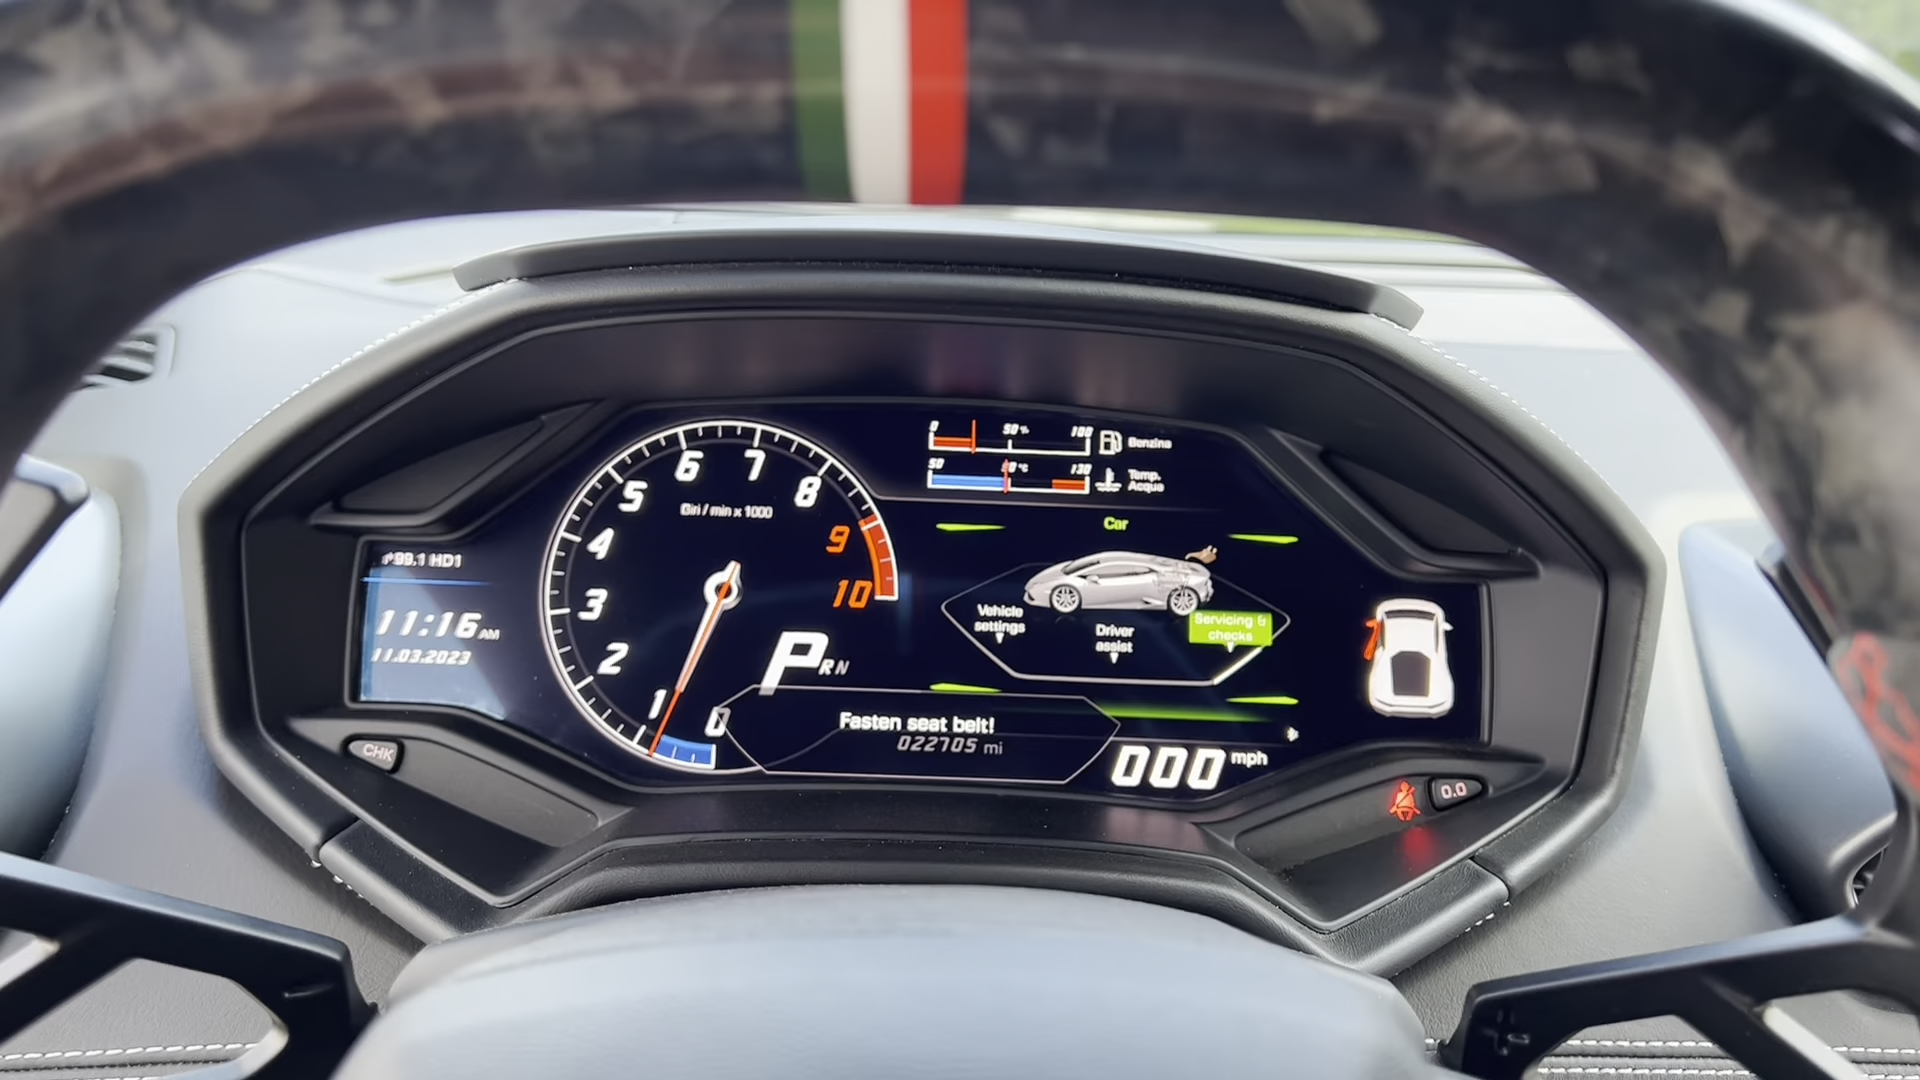 99.1 HD1
11:16 AM
11.03.2023
CHK
0
1
2
3
4
5
6
7
8
9
10
Giri / min x 1000
P R N
0 50 % 100
Benzina
50 °C 130
Temp.
Acqua
Car
Vehicle
settings
Driver
assist
Servicing &
checks
Fasten seat belt!
022705 mi
000 mph
0.0